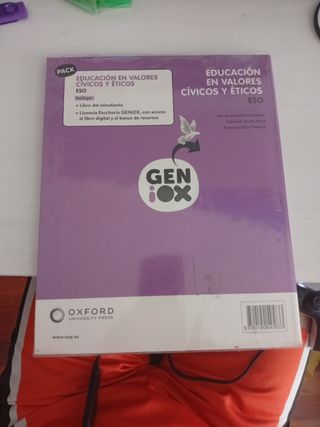 PACK
EDUCACIÓN EN VALORES
CÍVICOS Y ÉTICOS
ESO
Incluye:
• Libro del estudiante
• Licencia Escritorio GENiOX, con acceso
al libro digital y al banco de recursos
EDUCACIÓN
EN VALORES
CÍVICOS Y ÉTICOS
ESO
GEN
iOX
OXFORD
UNIVERSITY PRESS
www.oup.es